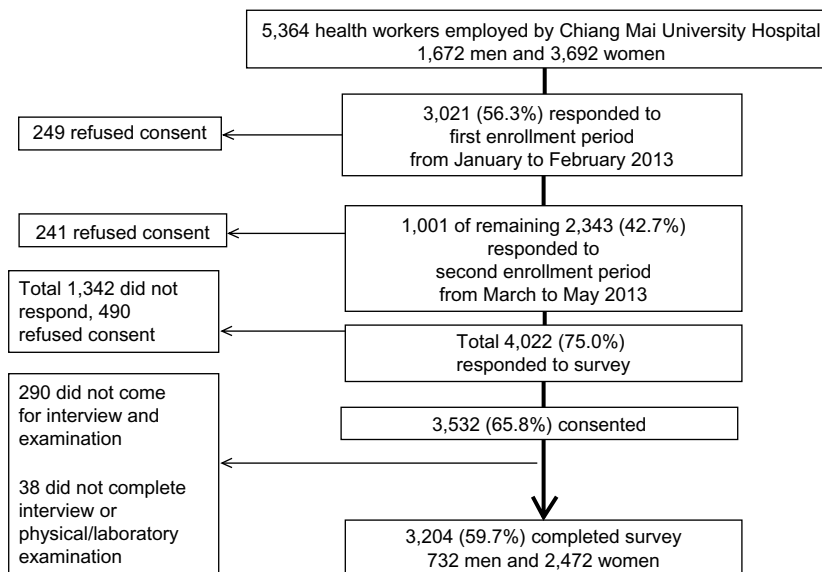 5,364 health workers employed by Chiang Mai University Hospital
1,672 men and 3,692 women
3,021 (56.3%) responded to
first enrollment period
from January to February 2013
249 refused consent
1,001 of remaining 2,343 (42.7%)
responded to
second enrollment period
from March to May 2013
241 refused consent
Total 1,342 did not
respond, 490
refused consent
Total 4,022 (75.0%)
responded to survey
290 did not come
for interview and
examination
38 did not complete
interview or
physical/laboratory
examination
3,532 (65.8%) consented
3,204 (59.7%) completed survey
732 men and 2,472 women